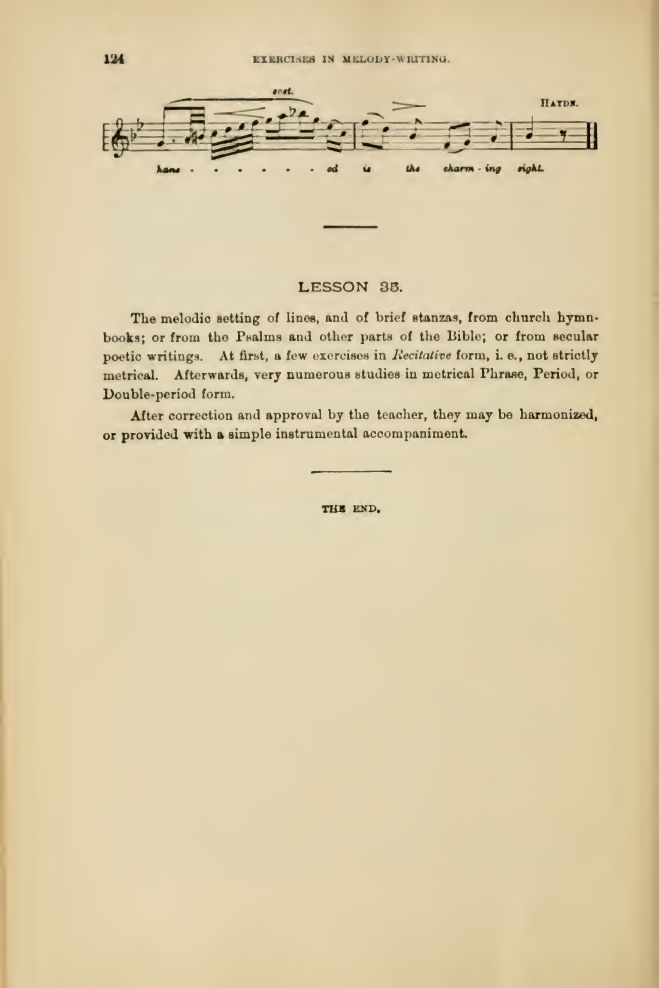 124
EXERCISES IN MELODY-WRITING.
sost.
HAYDN.
hanc - - - - - - ed is the charm - ing sight.
LESSON 35.
The melodic setting of lines, and of brief stanzas, from church hymn-
books; or from the Psalms and other parts of the Bible; or from secular
poetic writings. At first, a few exercises in Recitative form, i. e., not strictly
metrical. Afterwards, very numerous studies in metrical Phrase, Period, or
Double-period form.
After correction and approval by the teacher, they may be harmonized,
or provided with a simple instrumental accompaniment.
THE END.